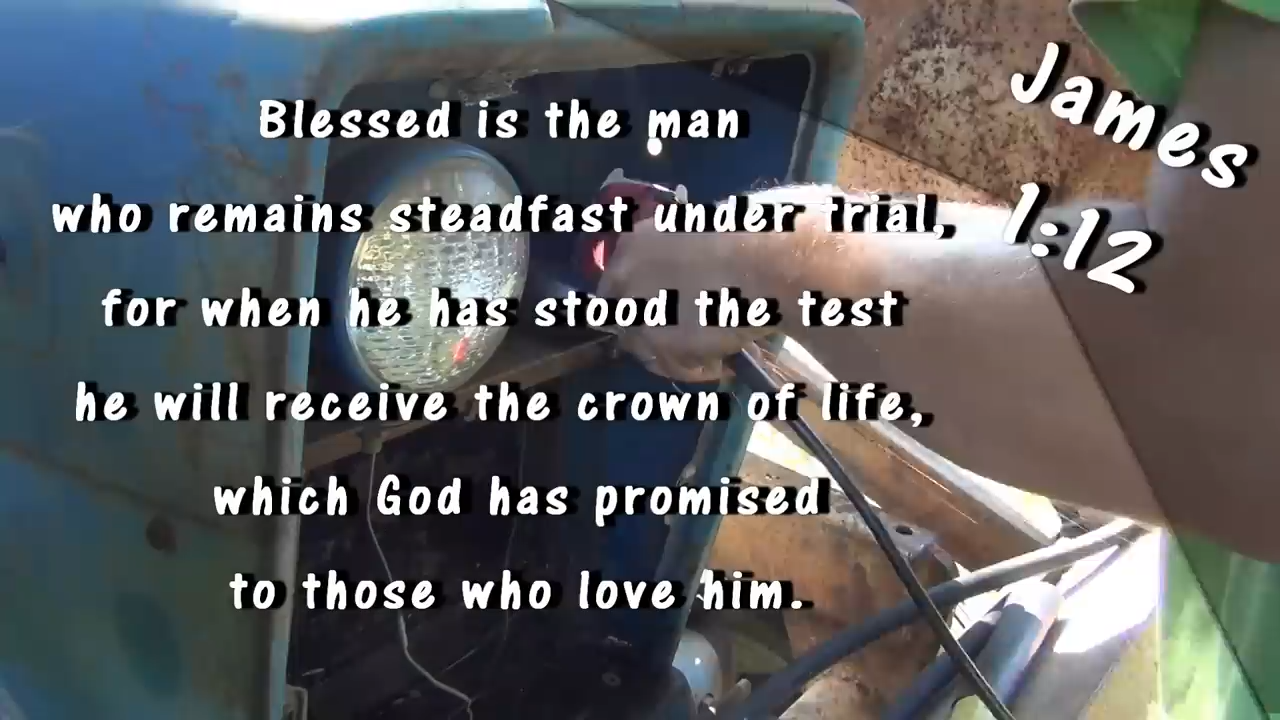 Blessed is the man
who remains steadfast under trial,
for when he has stood the test
he will receive the crown of life,
which God has promised
to those who love him.
James
1:12